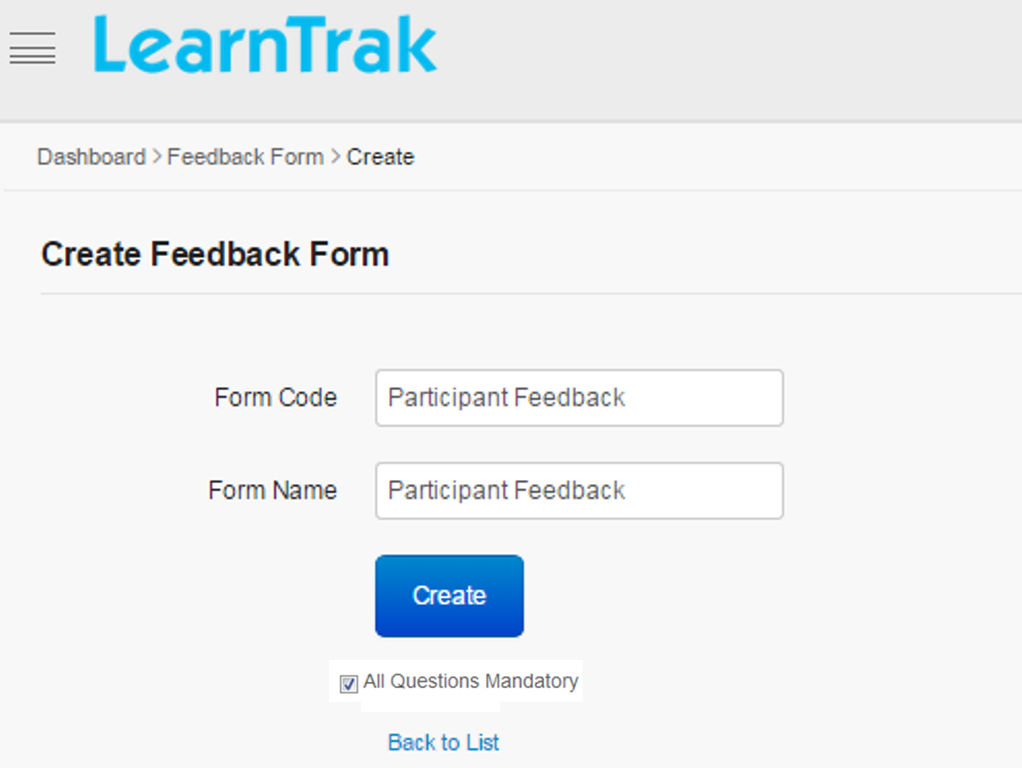 LearnTrak
Dashboard > Feedback Form > Create
Create Feedback Form
Form Code Participant Feedback
Form Name Participant Feedback
Create
All Questions Mandatory
Back to List